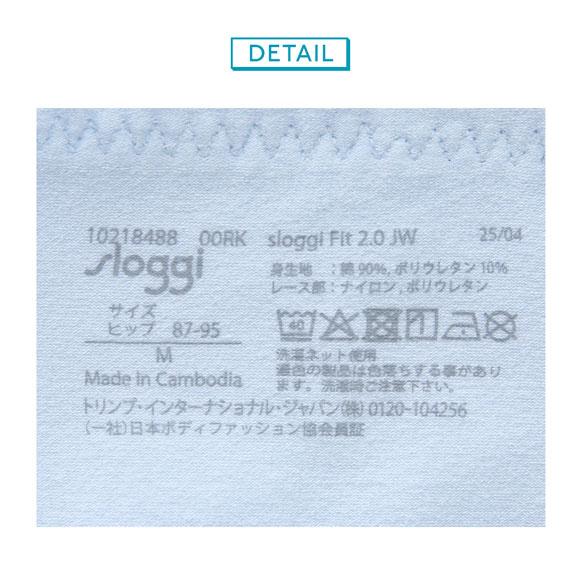 DETAIL
10218488 00RK sloggi Fit 2.0 JW 25/04
sloggi
身生地 : 綿 90%, ポリウレタン 10%
レース部 : ナイロン, ポリウレタン
サイズ
ヒップ 87-95
M
40
洗濯ネット使用
濃色の製品は色落ちする事があり
ます。洗濯時ご注意下さい。
Made in Cambodia
トリンプ・インターナショナル・ジャパン(株) 0120-104256
(一社)日本ボディファッション協会会員証